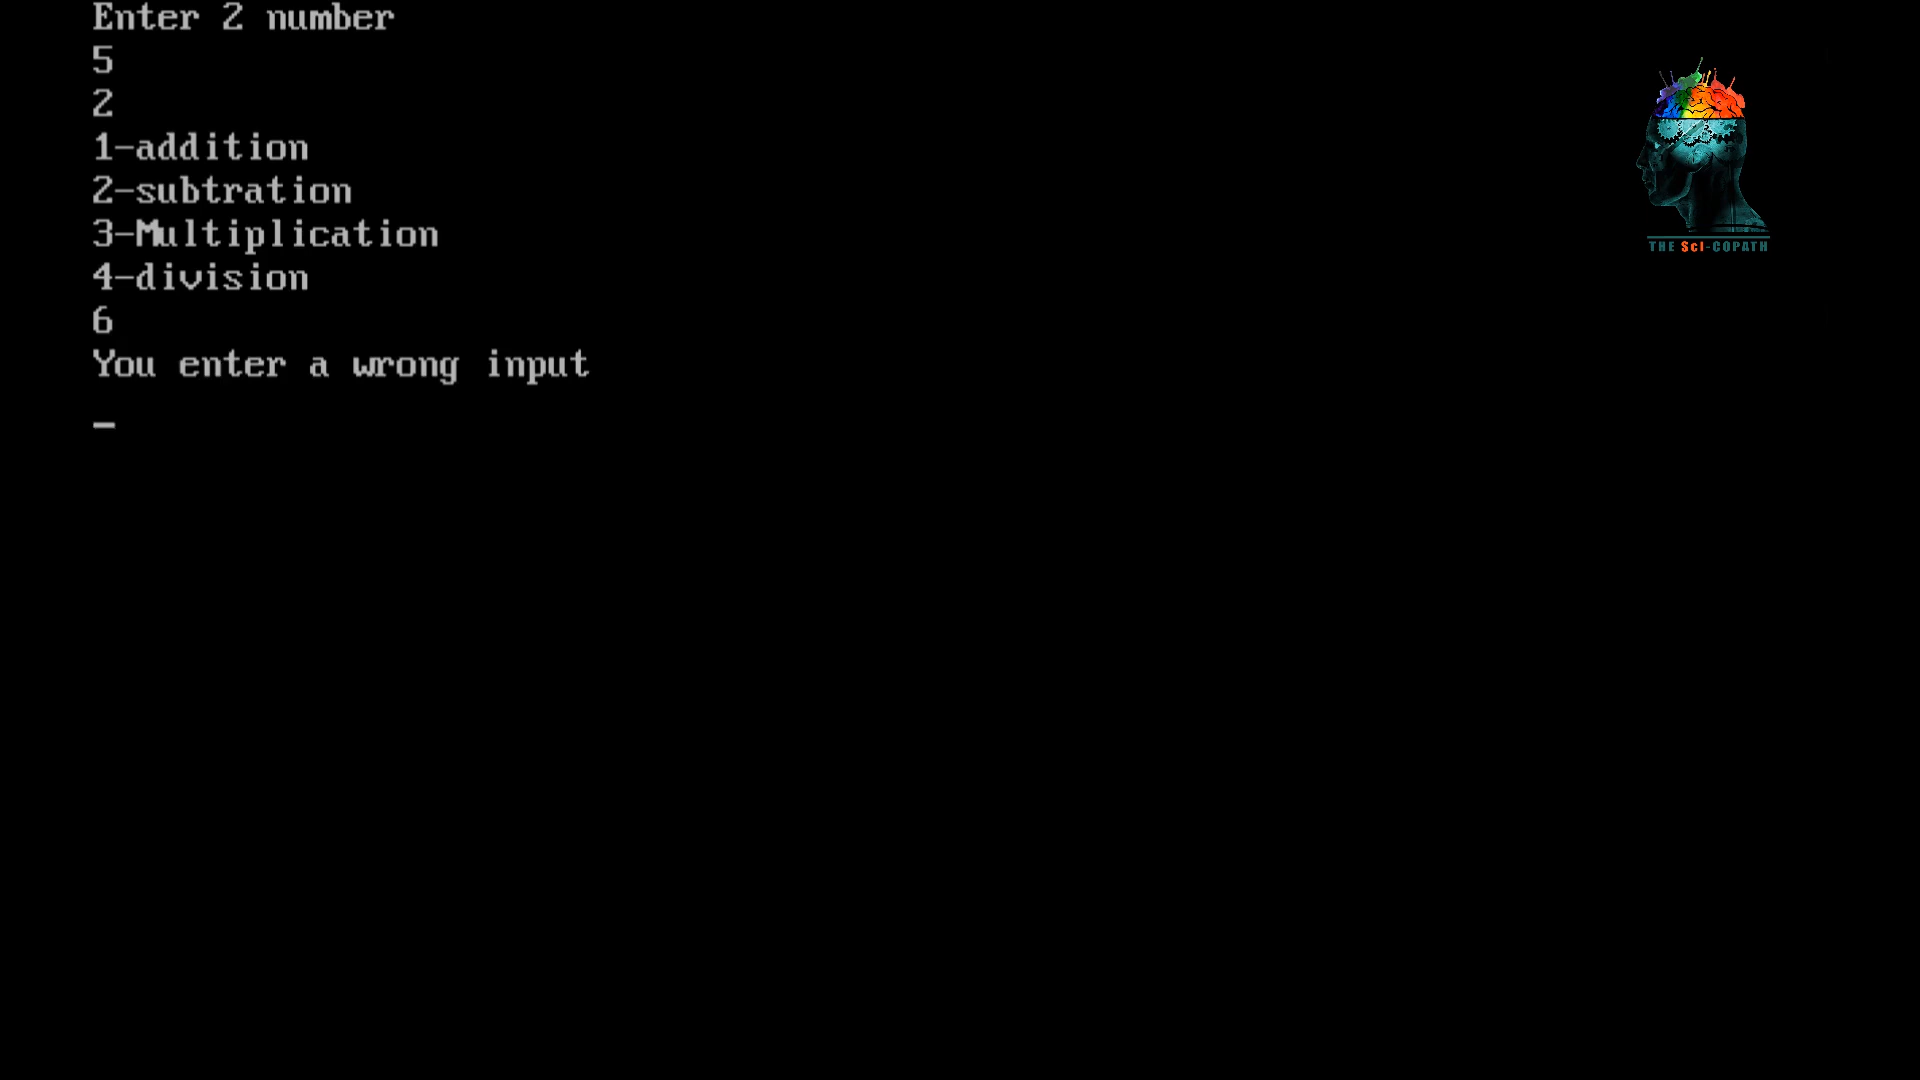 Enter 2 number
5
2
1-addition
2-subtration
3-Multiplication
4-division
6
You enter a wrong input
THE Sci-COPATH